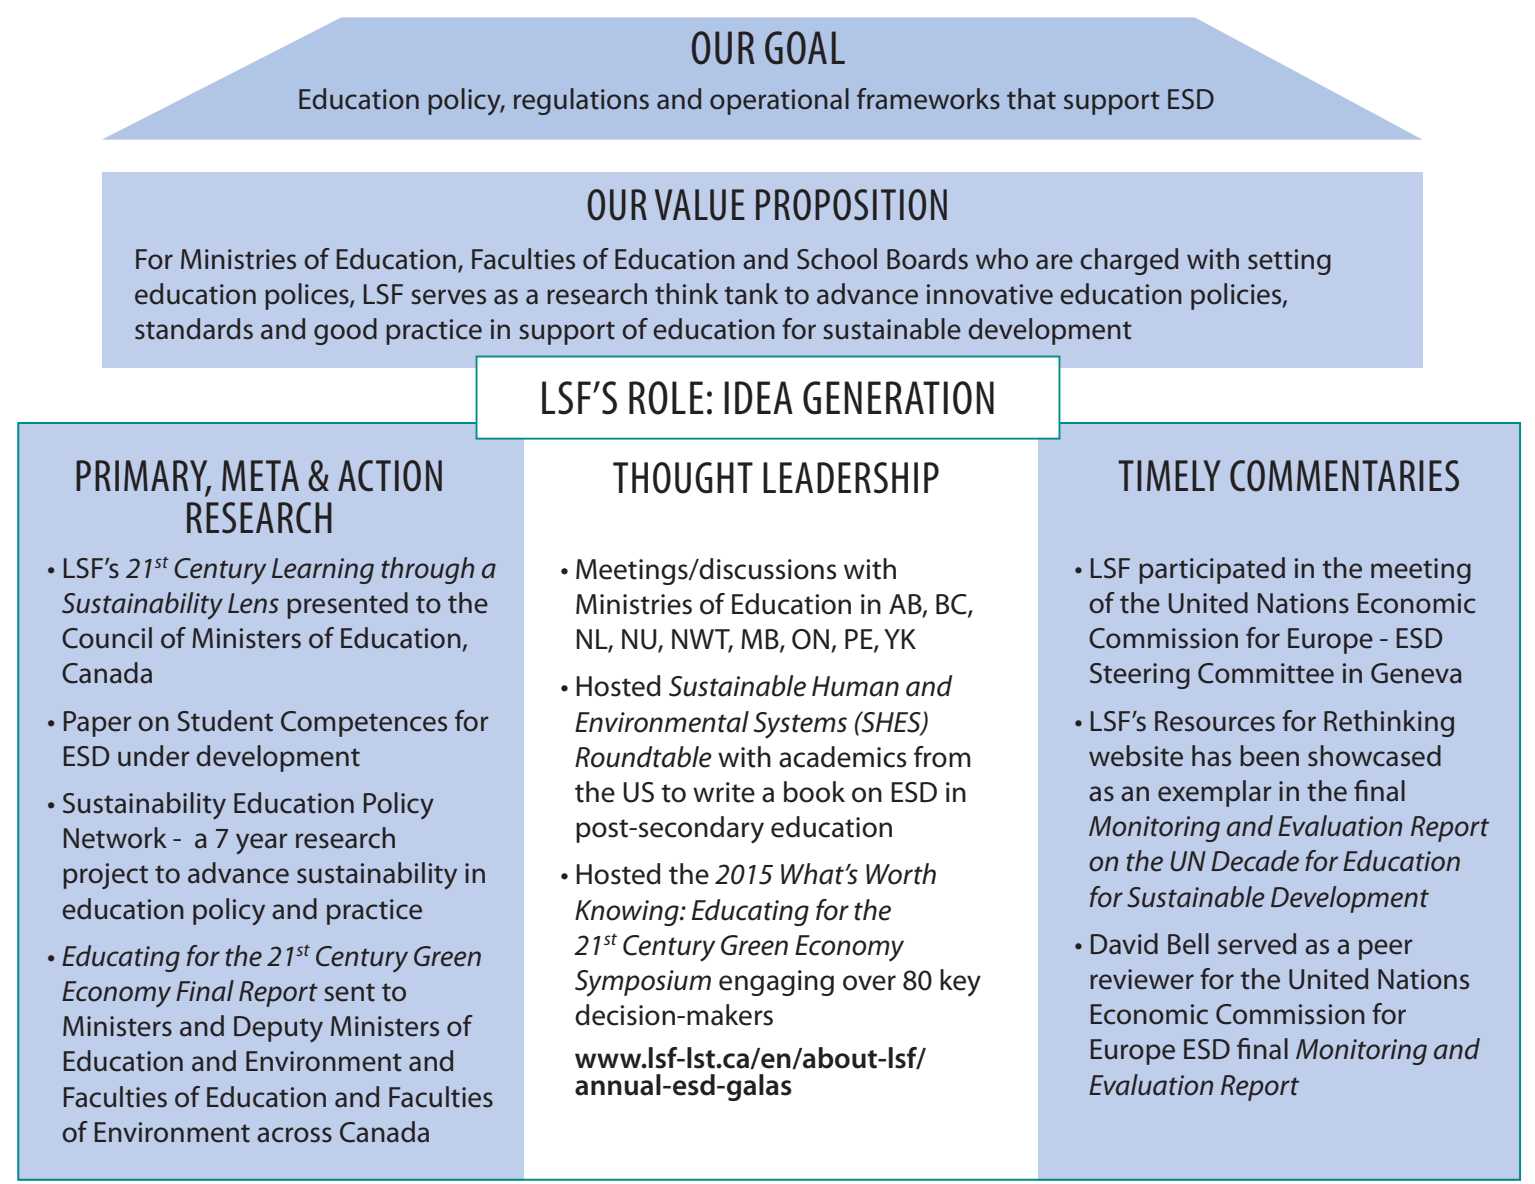 OUR GOAL
Education policy, regulations and operational frameworks that support ESD
OUR VALUE PROPOSITION
For Ministries of Education, Faculties of Education and School Boards who are charged with setting
education polices, LSF serves as a research think tank to advance innovative education policies,
standards and good practice in support of education for sustainable development
LSF’S ROLE: IDEA GENERATION
PRIMARY, META & ACTION
RESEARCH
• LSF’s 21st Century Learning through a
Sustainability Lens presented to the
Council of Ministers of Education,
Canada
• Paper on Student Competences for
ESD under development
• Sustainability Education Policy
Network - a 7 year research
project to advance sustainability in
education policy and practice
• Educating for the 21st Century Green
Economy Final Report sent to
Ministers and Deputy Ministers of
Education and Environment and
Faculties of Education and Faculties
of Environment across Canada
THOUGHT LEADERSHIP
• Meetings/discussions with
Ministries of Education in AB, BC,
NL, NU, NWT, MB, ON, PE, YK
• Hosted Sustainable Human and
Environmental Systems (SHES)
Roundtable with academics from
the US to write a book on ESD in
post-secondary education
• Hosted the 2015 What’s Worth
Knowing: Educating for the
21st Century Green Economy
Symposium engaging over 80 key
decision-makers
www.lsf-lst.ca/en/about-lsf/
annual-esd-galas
TIMELY COMMENTARIES
• LSF participated in the meeting
of the United Nations Economic
Commission for Europe - ESD
Steering Committee in Geneva
• LSF’s Resources for Rethinking
website has been showcased
as an exemplar in the final
Monitoring and Evaluation Report
on the UN Decade for Education
for Sustainable Development
• David Bell served as a peer
reviewer for the United Nations
Economic Commission for
Europe ESD final Monitoring and
Evaluation Report